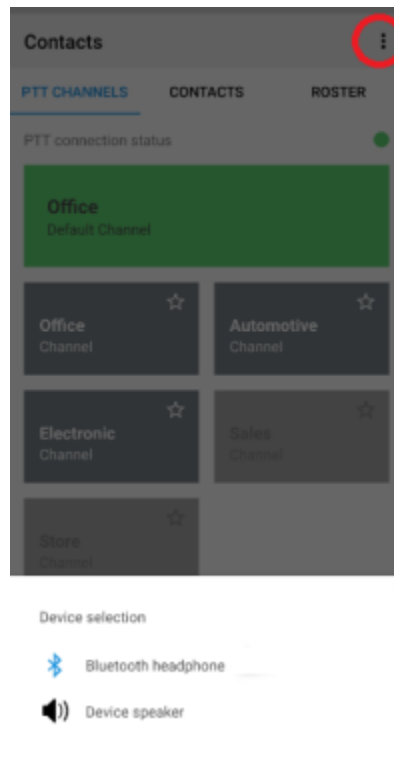 Contacts
PTT CHANNELS CONTACTS ROSTER
PTT connection status
Office
Default Channel
Office
Channel
Automotive
Channel
Electronic
Channel
Sales
Channel
Store
Channel
Device selection
Bluetooth headphone
Device speaker